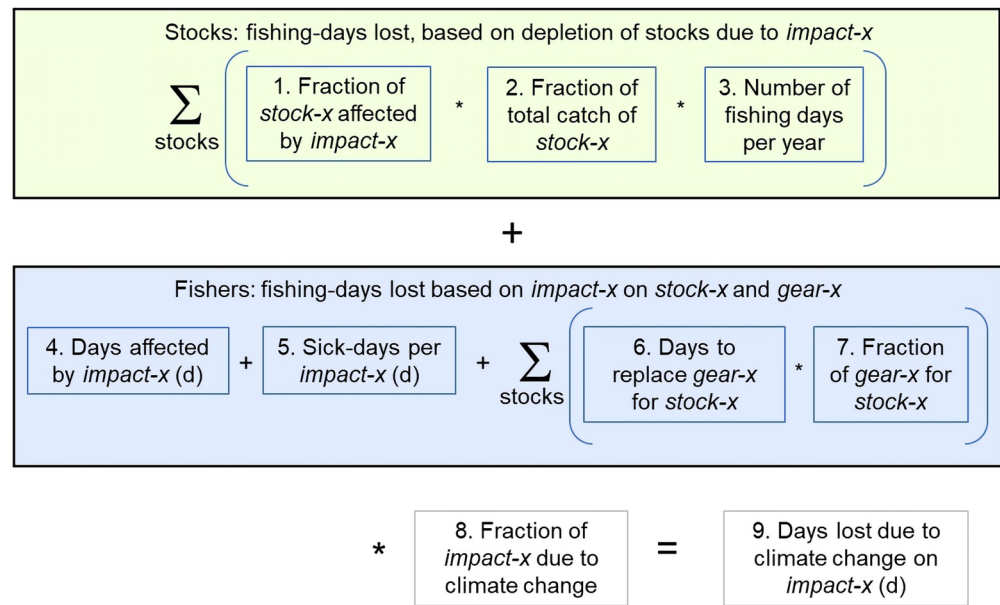 Stocks: fishing-days lost, based on depletion of stocks due to impact-x
∑
stocks
1. Fraction of
stock-x affected
by impact-x
*
2. Fraction of
total catch of
stock-x
*
3. Number of
fishing days
per year
+
Fishers: fishing-days lost based on impact-x on stock-x and gear-x
4. Days affected
by impact-x (d)
+
5. Sick-days per
impact-x (d)
+
∑
stocks
6. Days to
replace gear-x
for stock-x
*
7. Fraction
of gear-x for
stock-x
*
8. Fraction of
impact-x due to
climate change
=
9. Days lost due to
climate change on
impact-x (d)